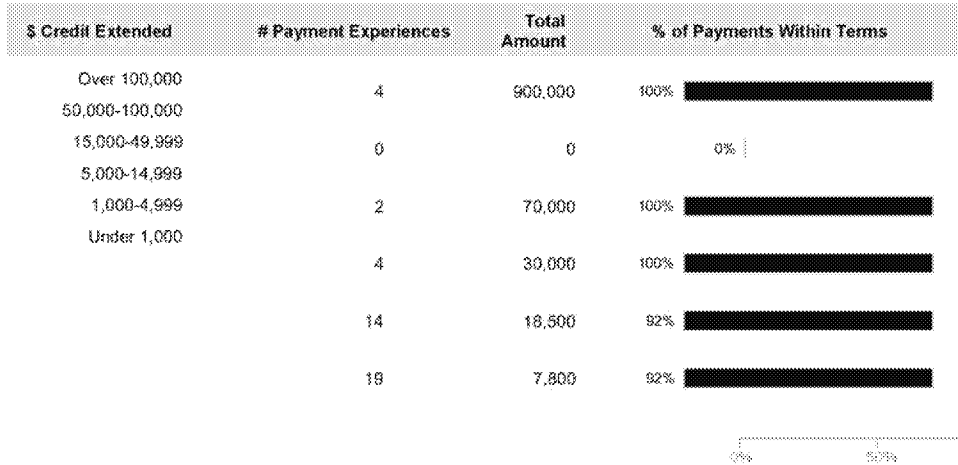 $ Credit Extended # Payment Experiences Total Amount % of Payments Within Terms
Over 100,000
50,000-100,000
15,000-49,999
5,000-14,999
1,000-4,999
Under 1,000
4 900,000 100%
0 0 0%
2 70,000 100%
4 30,000 100%
14 18,500 92%
19 7,800 92%
0% 50%